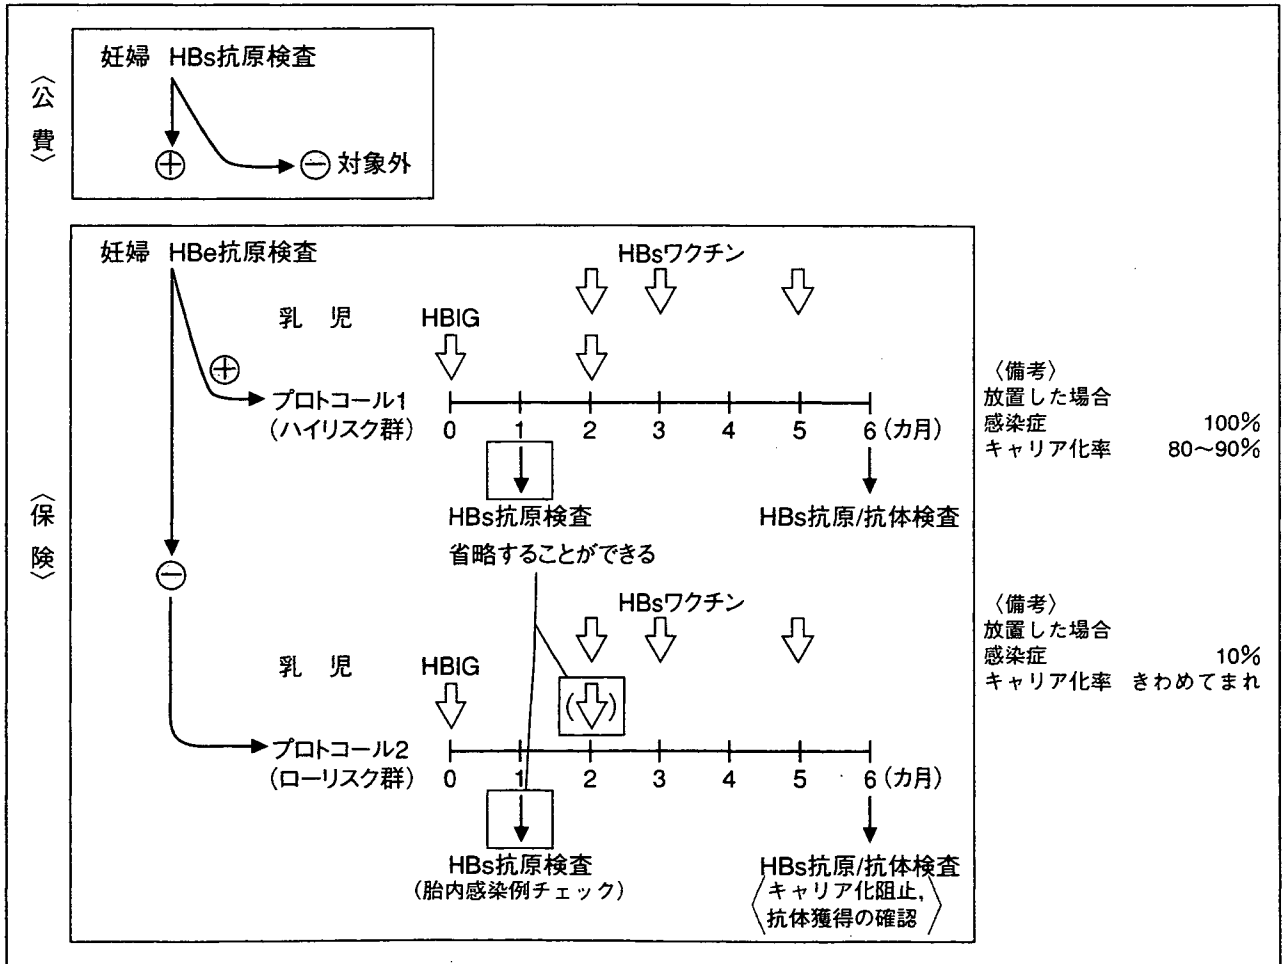 〈公費〉
妊婦 HBs抗原検査
⊕
⊖対象外
〈保険〉
妊婦 HBe抗原検査
HBsワクチン
乳 児
HBIG
⊕
プロトコール1
(ハイリスク群)
0 1 2 3 4 5 6 (カ月)
HBs抗原検査
HBs抗原/抗体検査
省略することができる
〈備考〉
放置した場合
感染症 100%
キャリア化率 80〜90%
⊖
HBsワクチン
乳 児
HBIG
( )
プロトコール2
(ローリスク群)
0 1 2 3 4 5 6 (カ月)
HBs抗原検査
(胎内感染例チェック)
HBs抗原/抗体検査
〈キャリア化阻止,
抗体獲得の確認〉
〈備考〉
放置した場合
感染症 10%
キャリア化率 きわめてまれ